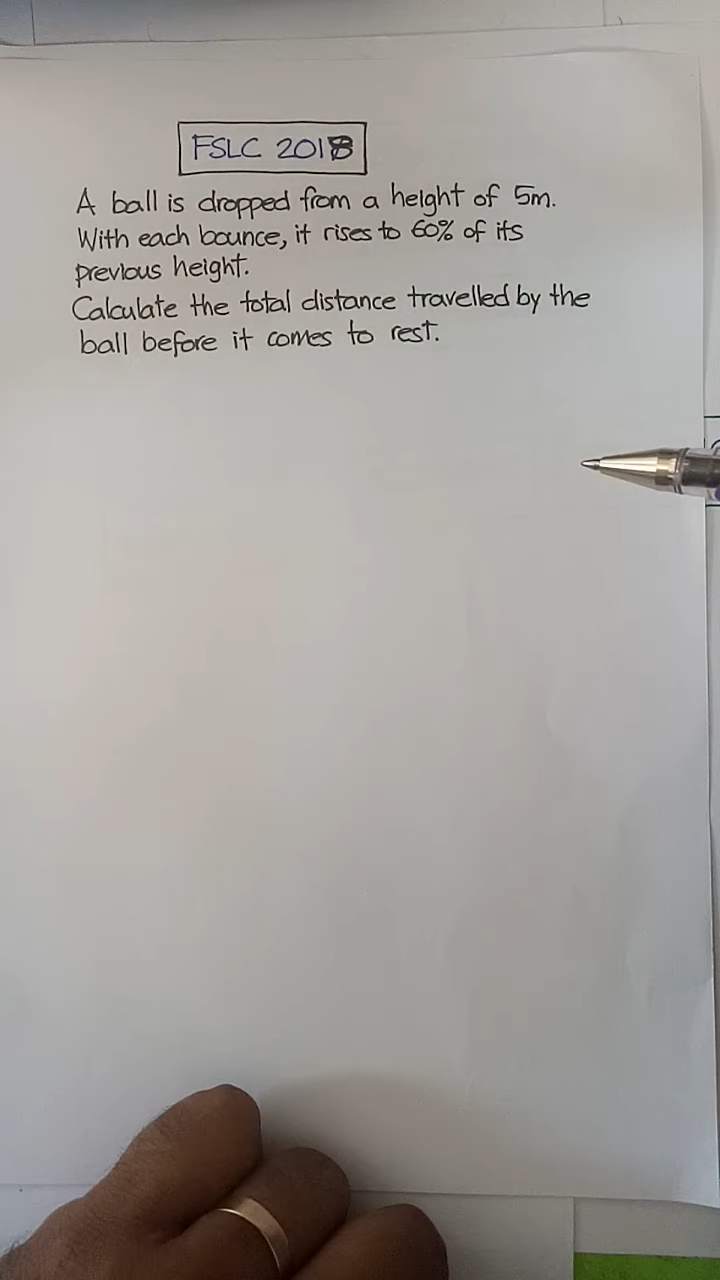 FSLC 2018
A ball is dropped from a height of 5m.
With each bounce, it rises to 60% of its
previous height.
Calculate the total distance travelled by the
ball before it comes to rest.